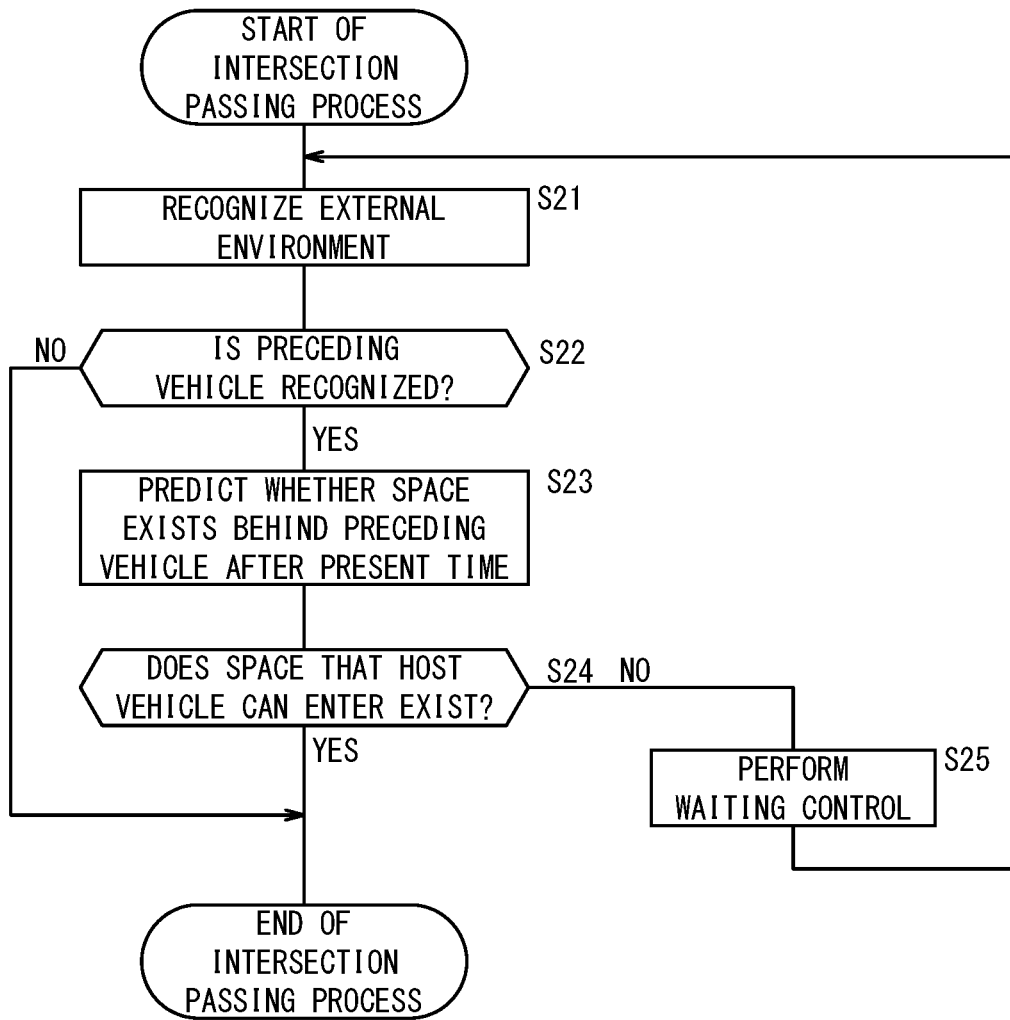 START OF
INTERSECTION
PASSING PROCESS
RECOGNIZE EXTERNAL
ENVIRONMENT
S21
NO
IS PRECEDING
VEHICLE RECOGNIZED?
S22
YES
PREDICT WHETHER SPACE
EXISTS BEHIND PRECEDING
VEHICLE AFTER PRESENT TIME
S23
DOES SPACE THAT HOST
VEHICLE CAN ENTER EXIST?
S24 NO
YES
PERFORM
WAITING CONTROL
S25
END OF
INTERSECTION
PASSING PROCESS